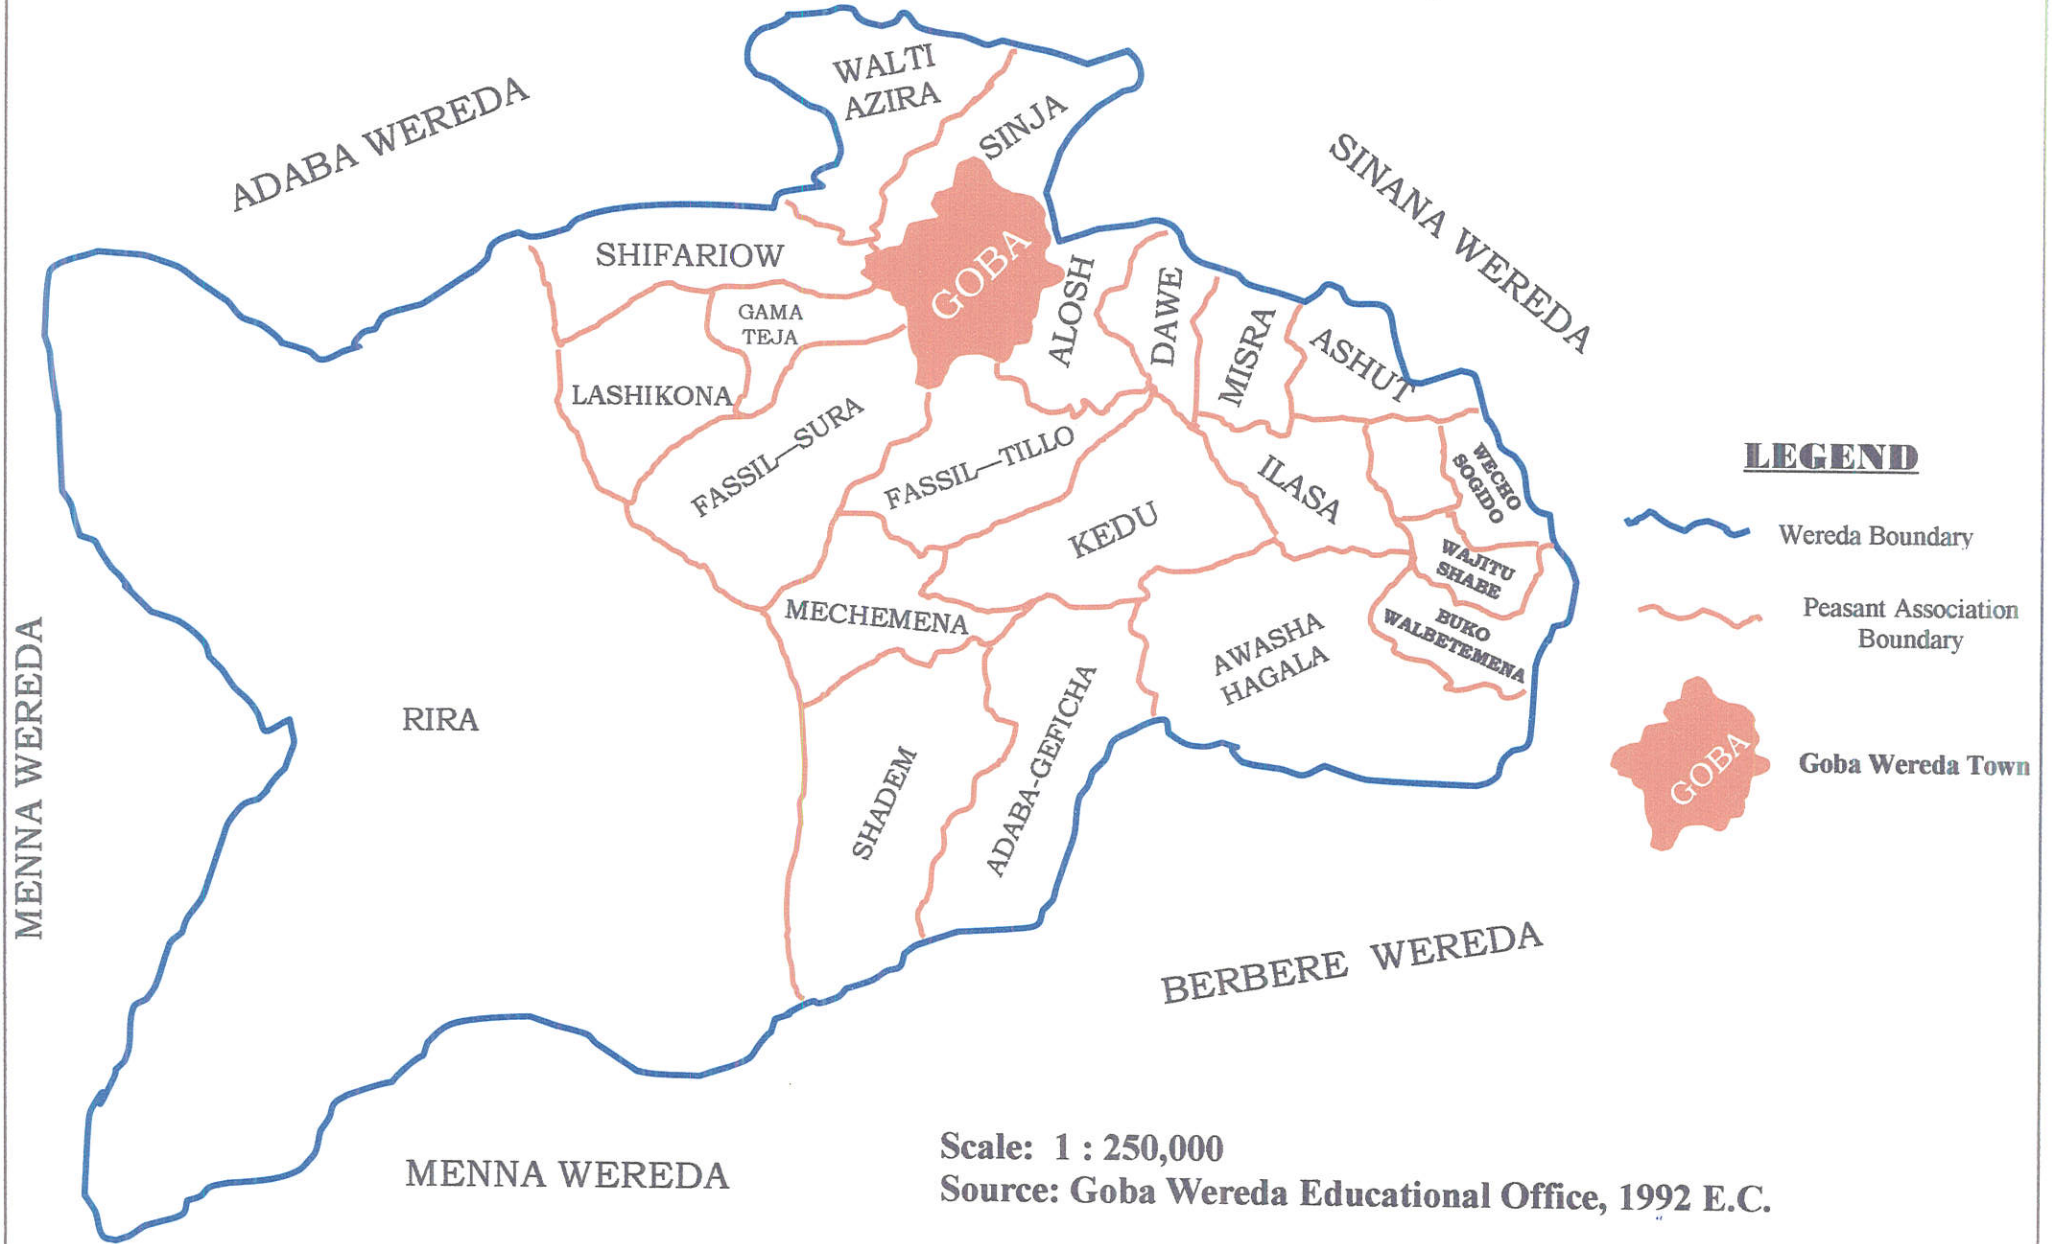 WALTI
AZIRA
ADABA WEREDA
SINJA
SINANA WEREDA
SHIFARIOW
GOBA
ALOSH
DAWE
MISRA
ASHUT
GAMA
TEJA
LASHIKONA
FASSIL—SURA
FASSIL—TILLO
KEDU
ILASA
WECHO
SOGIDO
WAJITU
SHABE
BUKO
WALBETEMENA
MECHEMENA
AWASHA
HAGALA
RIRA
SHADEM
ADABA-GEFICHA
MENNA WEREDA
BERBERE WEREDA
MENNA WEREDA
LEGEND
Wereda Boundary
Peasant Association
Boundary
GOBA
Goba Wereda Town
Scale: 1 : 250,000
Source: Goba Wereda Educational Office, 1992 E.C.